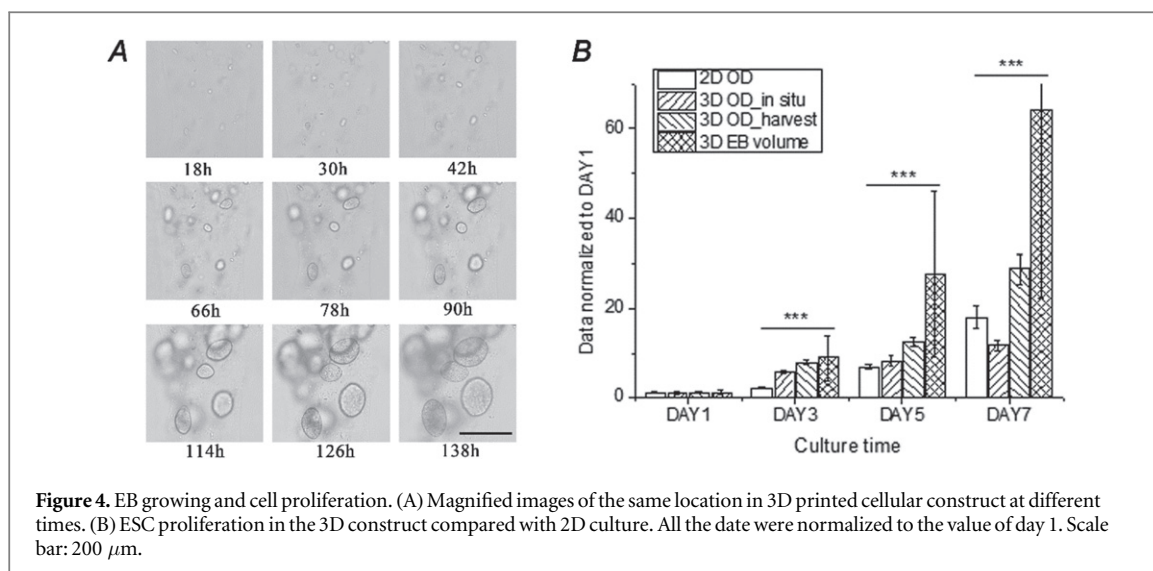 A
18h
30h
42h
66h
78h
90h
114h
126h
138h
B
2D OD
3D OD_in situ
3D OD_harvest
3D EB volume
***
***
***
Data normalized to DAY1
60
40
20
0
DAY1
DAY3
DAY5
DAY7
Culture time
Figure 4. EB growing and cell proliferation. (A) Magnified images of the same location in 3D printed cellular construct at different
times. (B) ESC proliferation in the 3D construct compared with 2D culture. All the date were normalized to the value of day 1. Scale
bar: 200 μm.